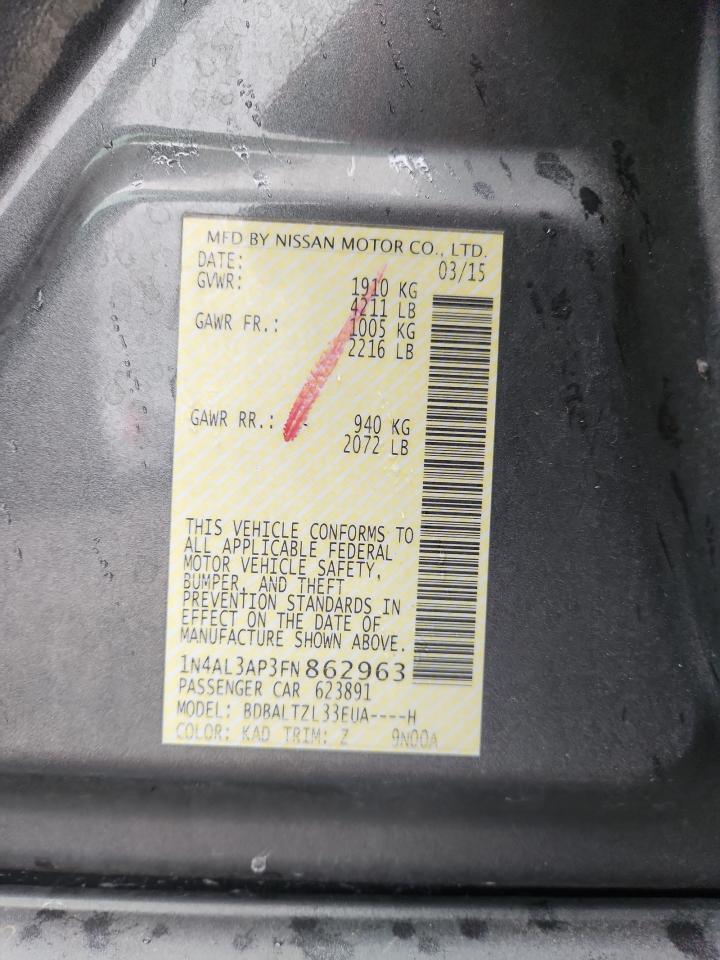 MFD BY NISSAN MOTOR CO., LTD.
DATE: 03/15
GVWR: 1910 KG
4211 LB
GAWR FR.: 1005 KG
2216 LB
GAWR RR.: 940 KG
2072 LB
THIS VEHICLE CONFORMS TO
ALL APPLICABLE FEDERAL
MOTOR VEHICLE SAFETY,
BUMPER, AND THEFT
PREVENTION STANDARDS IN
EFFECT ON THE DATE OF
MANUFACTURE SHOWN ABOVE.
1N4AL3AP3FN862963
PASSENGER CAR 623891
MODEL: BDBALTZL33EUA----H
COLOR: KAD TRIM: Z 9N00A